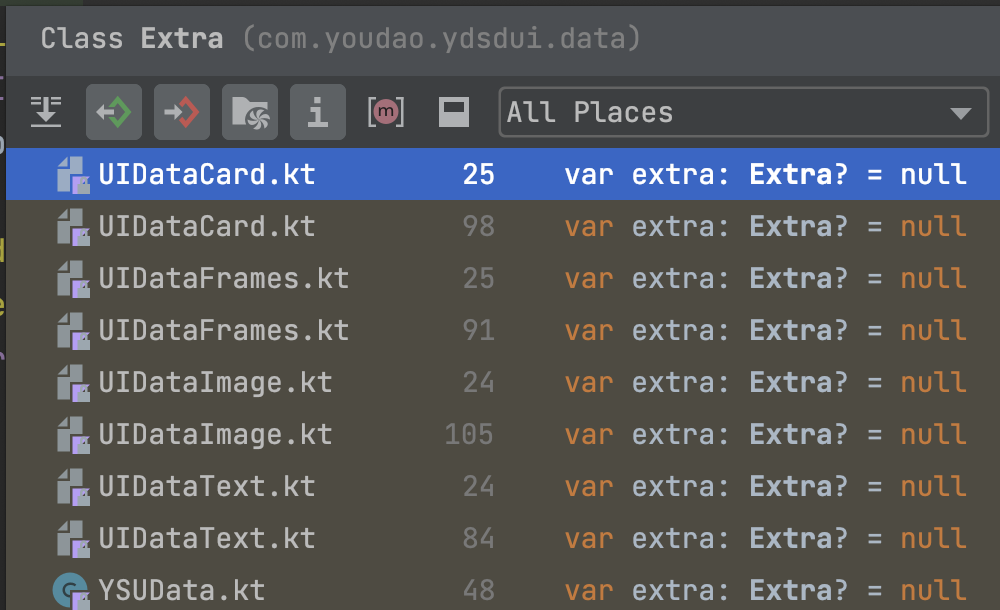 Class Extra (com.youdao.ydsdui.data)
All Places
UIDataCard.kt 25 var extra: Extra? = null
UIDataCard.kt 98 var extra: Extra? = null
UIDataFrames.kt 25 var extra: Extra? = null
UIDataFrames.kt 91 var extra: Extra? = null
UIDataImage.kt 24 var extra: Extra? = null
UIDataImage.kt 105 var extra: Extra? = null
UIDataText.kt 24 var extra: Extra? = null
UIDataText.kt 84 var extra: Extra? = null
YSUData.kt 48 var extra: Extra? = null